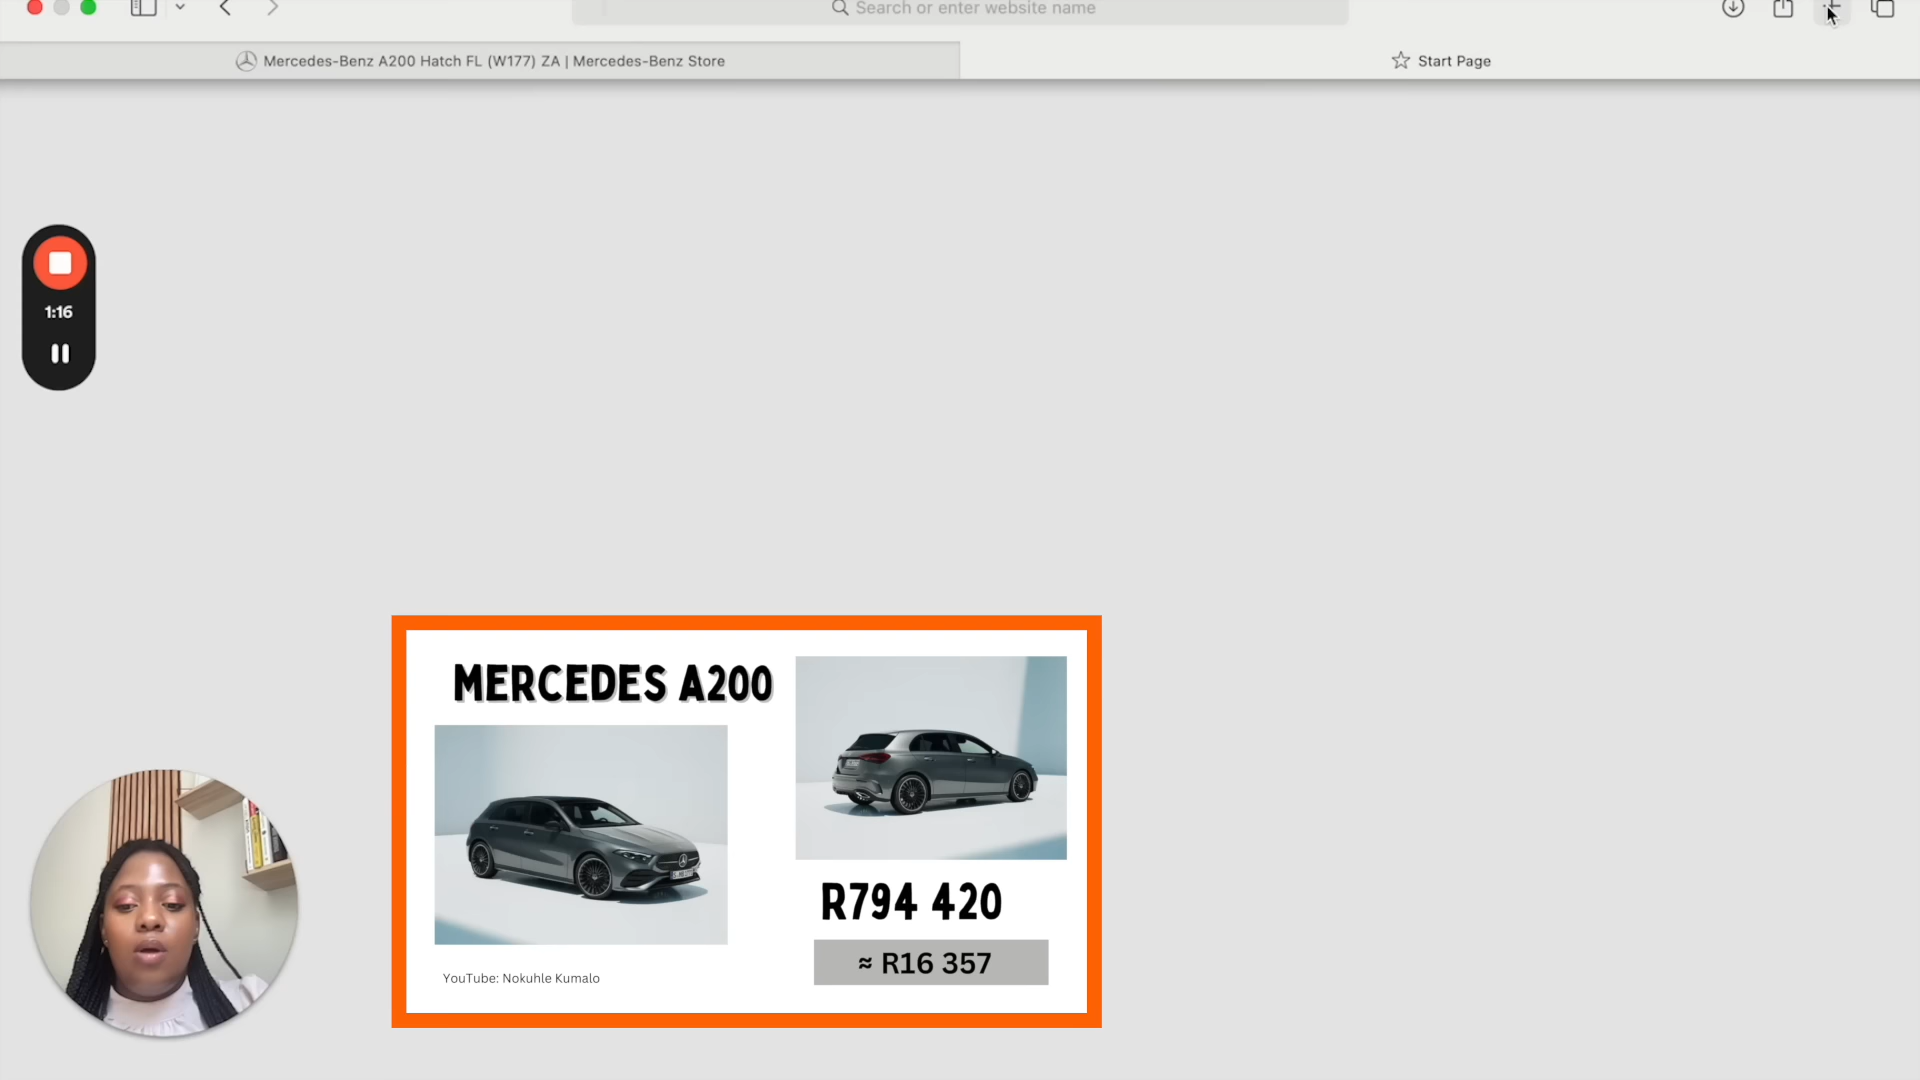 Search or enter website name
Mercedes-Benz A200 Hatch FL (W177) ZA | Mercedes-Benz Store
Start Page
1:16
MERCEDES A200
R794 420
≈ R16 357
YouTube: Nokuhle Kumalo